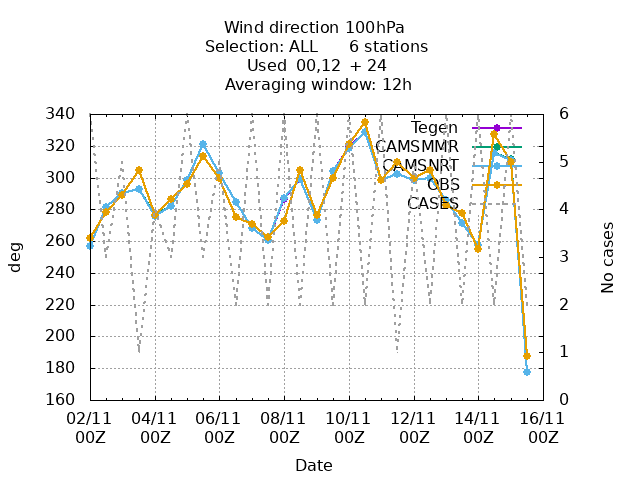 Wind direction 100hPa
Selection: ALL 6 stations
Used 00,12 + 24
Averaging window: 12h
340 6
Tegen
320
CAMSMMR
CAMSNRT 5
300
OBS
280 CASES 4
260 3
240
220 2
200
180 1
160 0
deg
No cases
02/11 04/11 06/11 08/11 10/11 12/11 14/11 16/11
00Z 00Z 00Z 00Z 00Z 00Z 00Z 00Z
Date